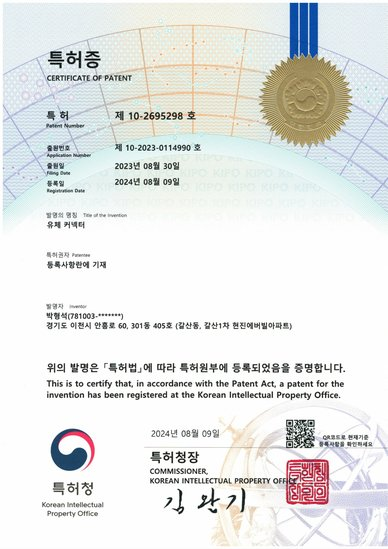 특허증
CERTIFICATE OF PATENT
특 허 제 10-2695298 호
Patent Number
출원번호 제 10-2023-0114990 호
Application Number
출원일 2023년 08월 30일
Filing Date
등록일 2024년 08월 09일
Registration Date
발명의 명칭 Title of the Invention
유체 커넥터
특허권자 Patentee
등록사항란에 기재
발명자 Inventor
박형석(781003-*******)
경기도 이천시 안흥로 60, 301동 405호 (갈산동, 갈산1차 현진에버빌아파트)
위의 발명은 「특허법」에 따라 특허원부에 등록되었음을 증명합니다.
This is to certify that, in accordance with the Patent Act, a patent for the
invention has been registered at the Korean Intellectual Property Office.
2024년 08월 09일
QR코드로 현재기준
등록사항을 확인하세요
특허청장
COMMISSIONER,
KOREAN INTELLECTUAL PROPERTY OFFICE
김완기
특허청
Korean Intellectual
Property Office